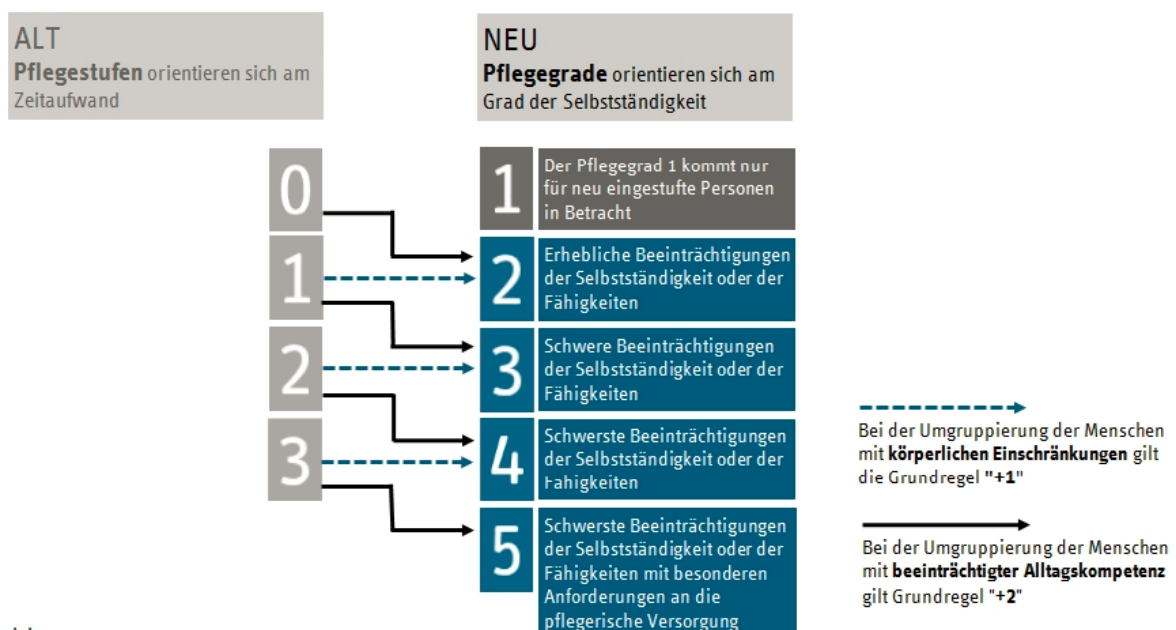 ALT
Pflegestufen orientieren sich am
Zeitaufwand
NEU
Pflegegrade orientieren sich am
Grad der Selbstständigkeit
0
1
2
3
1
Der Pflegegrad 1 kommt nur
für neu eingestufte Personen
in Betracht
2
Erhebliche Beeinträchtigungen
der Selbstständigkeit oder der
Fähigkeiten
3
Schwere Beeinträchtigungen
der Selbstständigkeit oder der
Fähigkeiten
4
Schwerste Beeinträchtigungen
der Selbstständigkeit oder der
Fähigkeiten
5
Schwerste Beeinträchtigungen
der Selbstständigkeit oder der
Fähigkeiten mit besonderen
Anforderungen an die
pflegerische Versorgung
Bei der Umgruppierung der Menschen
mit körperlichen Einschränkungen gilt
die Grundregel "+1"
Bei der Umgruppierung der Menschen
mit beeinträchtigter Alltagskompetenz
gilt Grundregel "+2"